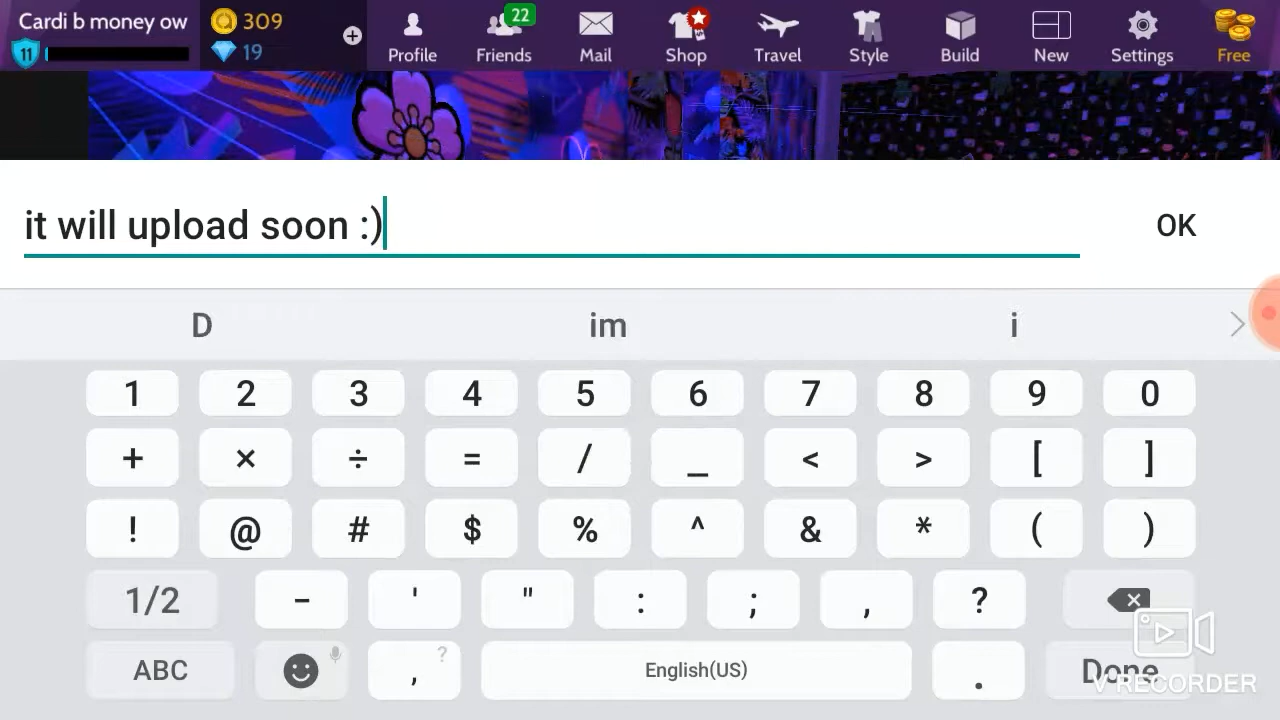 Cardi b money ow
309
22
11
19
Profile
Friends
Mail
Shop
Travel
Style
Build
New
Settings
Free
it will upload soon :)
OK
D im i
1 2 3 4 5 6 7 8 9 0
+ × ÷ = / _ < > [ ]
! @ # $ % ^ & * ( )
1/2 - ' " : ; , ?
ABC , ? English(US) . Done
V RECORDER